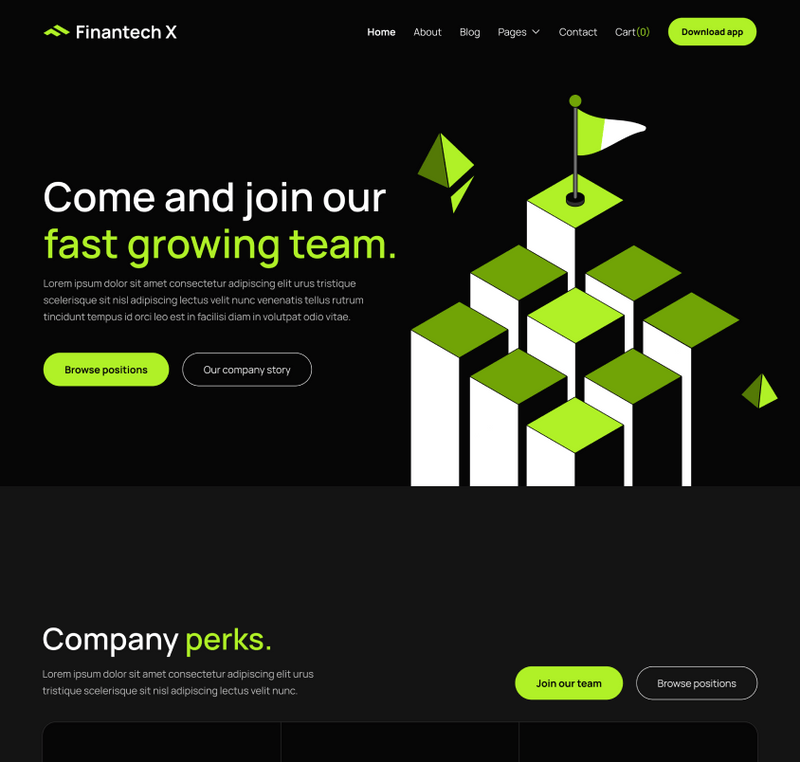 Finantech X
Home
About
Blog
Pages
Contact
Cart(0)
Download app
Come and join our
fast growing team.
Lorem ipsum dolor sit amet consectetur adipiscing elit urus tristique
scelerisque sit nisl adipiscing lectus velit nunc venenatis tellus rutrum
tincidunt tempus id orci leo est in facilisi diam in volutpat odio vitae.
Browse positions
Our company story
Company perks.
Lorem ipsum dolor sit amet consectetur adipiscing elit urus
tristique scelerisque sit nisl adipiscing lectus velit nunc.
Join our team
Browse positions